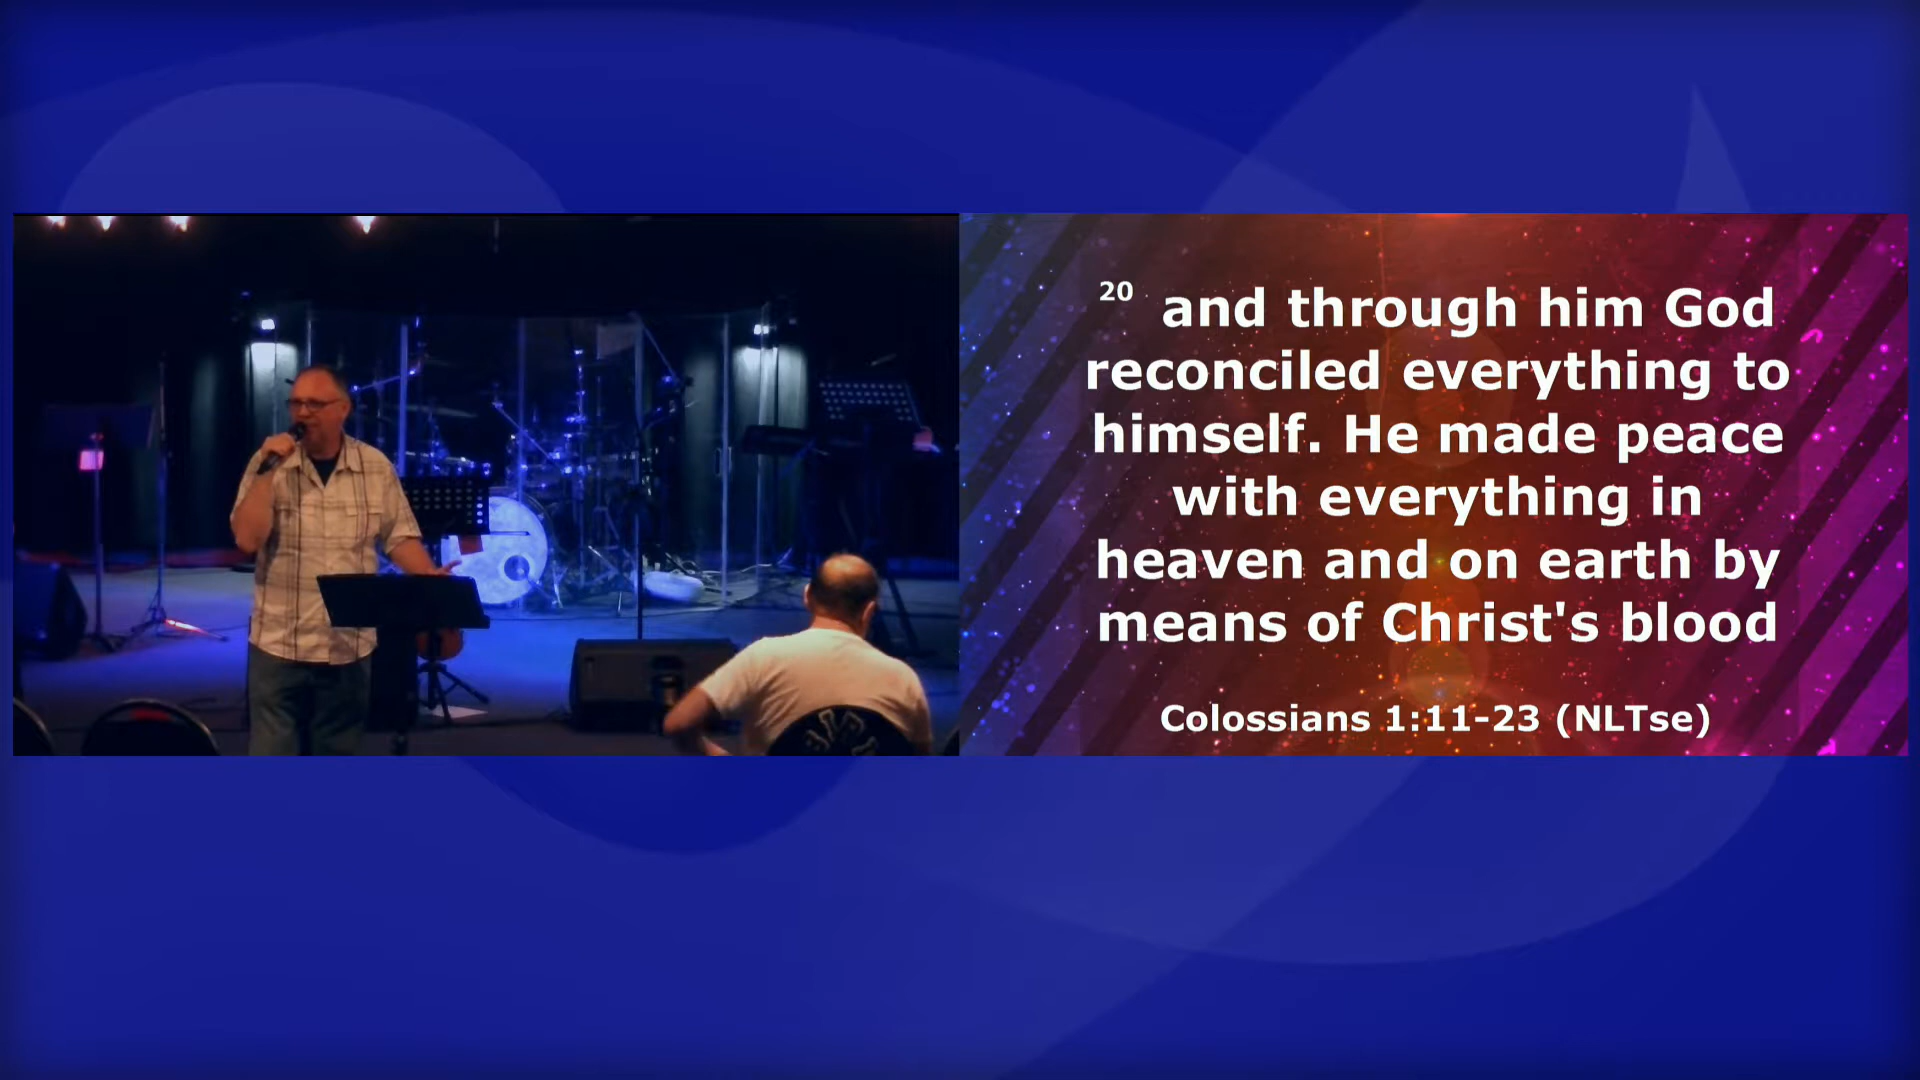 20 and through him God
reconciled everything to
himself. He made peace
with everything in
heaven and on earth by
means of Christ's blood
Colossians 1:11-23 (NLTse)